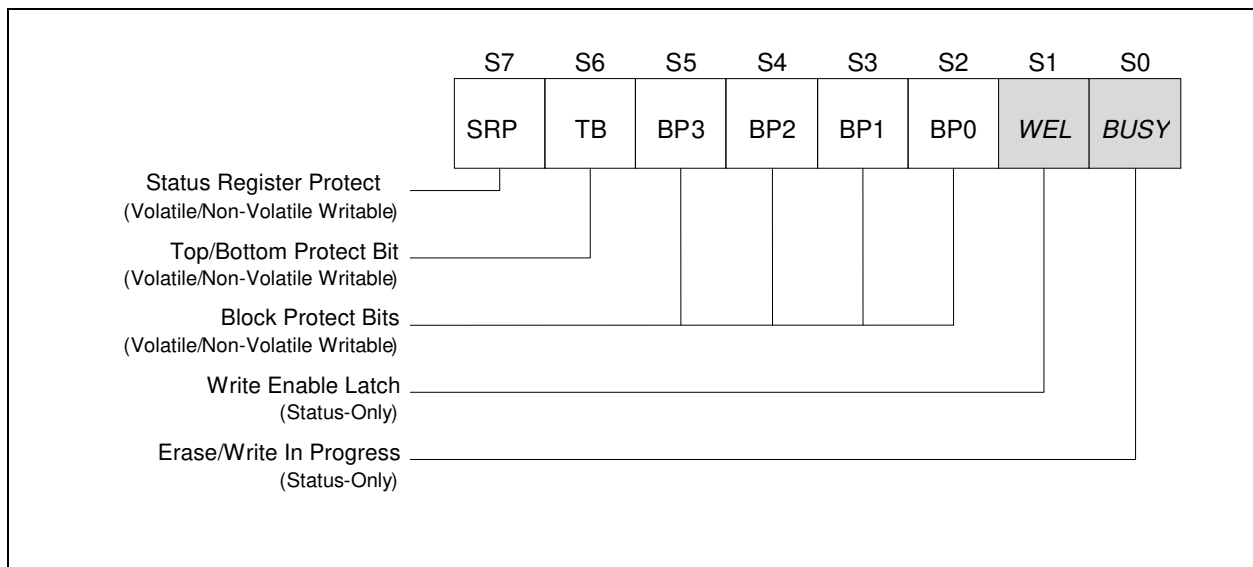 S7 S6 S5 S4 S3 S2 S1 S0
SRP TB BP3 BP2 BP1 BP0 WEL BUSY
Status Register Protect
(Volatile/Non-Volatile Writable)
Top/Bottom Protect Bit
(Volatile/Non-Volatile Writable)
Block Protect Bits
(Volatile/Non-Volatile Writable)
Write Enable Latch
(Status-Only)
Erase/Write In Progress
(Status-Only)